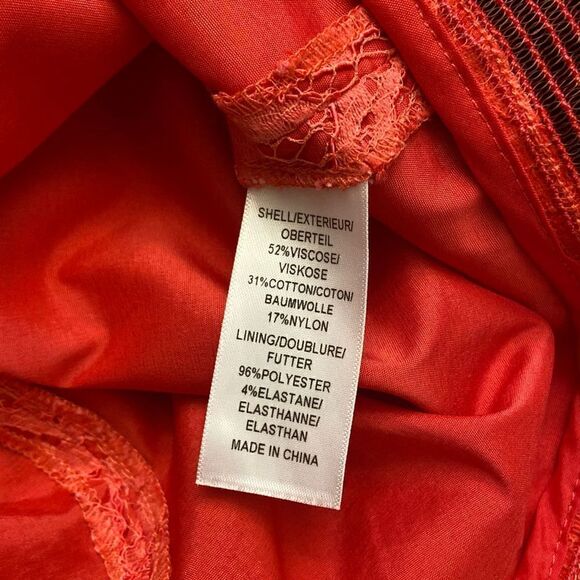 SHELL/EXTERIEUR/
OBERTEIL
52%VISCOSE/
VISKOSE
31%COTTON/COTON/
BAUMWOLLE
17%NYLON
LINING/DOUBLURE/
FUTTER
96%POLYESTER
4%ELASTANE/
ELASTHANNE/
ELASTHAN
MADE IN CHINA